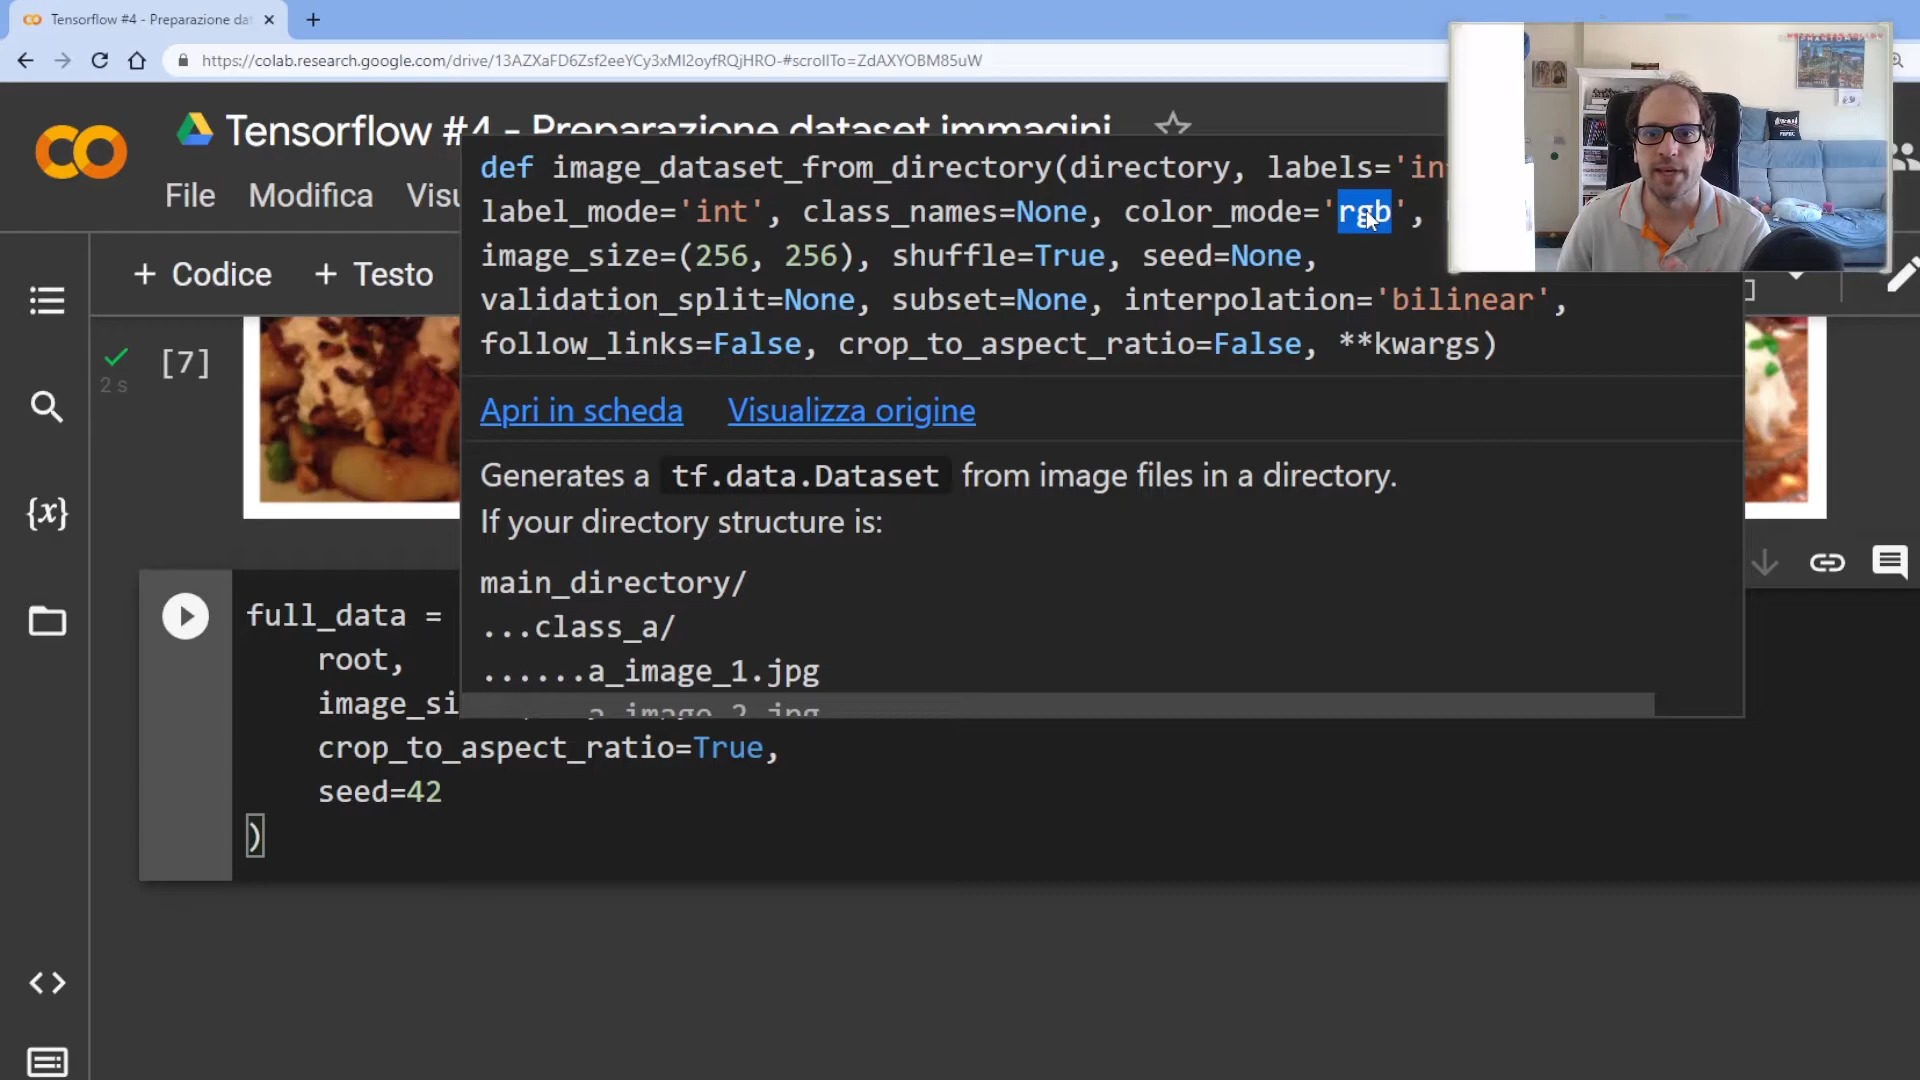 Tensorflow #4 - Preparazione da
https://colab.research.google.com/drive/13AZXaFD6Zsf2eeYCy3xMI2oyfRQjHRO-#scrollTo=ZdAXYOBM85uW
Tensorflow #4 - Preparazione dataset immagini
File Modifica Visu
+ Codice + Testo
def image_dataset_from_directory(directory, labels='in
label_mode='int', class_names=None, color_mode='rgb',
image_size=(256, 256), shuffle=True, seed=None,
validation_split=None, subset=None, interpolation='bilinear',
follow_links=False, crop_to_aspect_ratio=False, **kwargs)
Apri in scheda Visualizza origine
Generates a tf.data.Dataset from image files in a directory.
If your directory structure is:
main_directory/
...class_a/
......a_image_1.jpg
a_image_2.jpg
2 s
[7]
{x}
full_data =
root,
image_si
crop_to_aspect_ratio=True,
seed=42
)